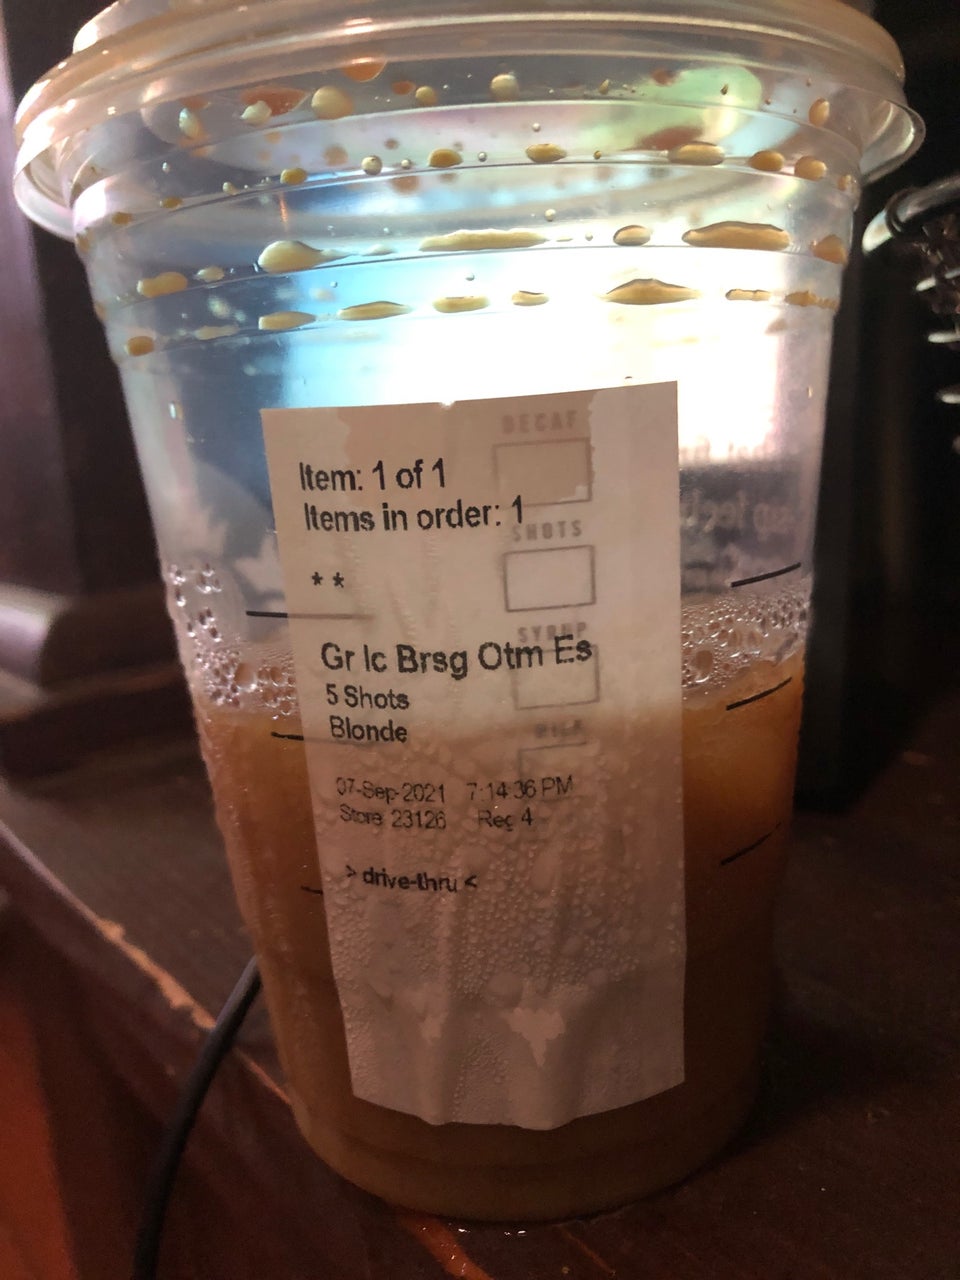 DECAF
Item: 1 of 1
Items in order: 1
SHOTS
**
SYRUP
Gr Ic Brsg Otm Es
5 Shots
Blonde
MILK
07-Sep-2021 7:14:36 PM
Store 23126 Reg 4
> drive-thru <